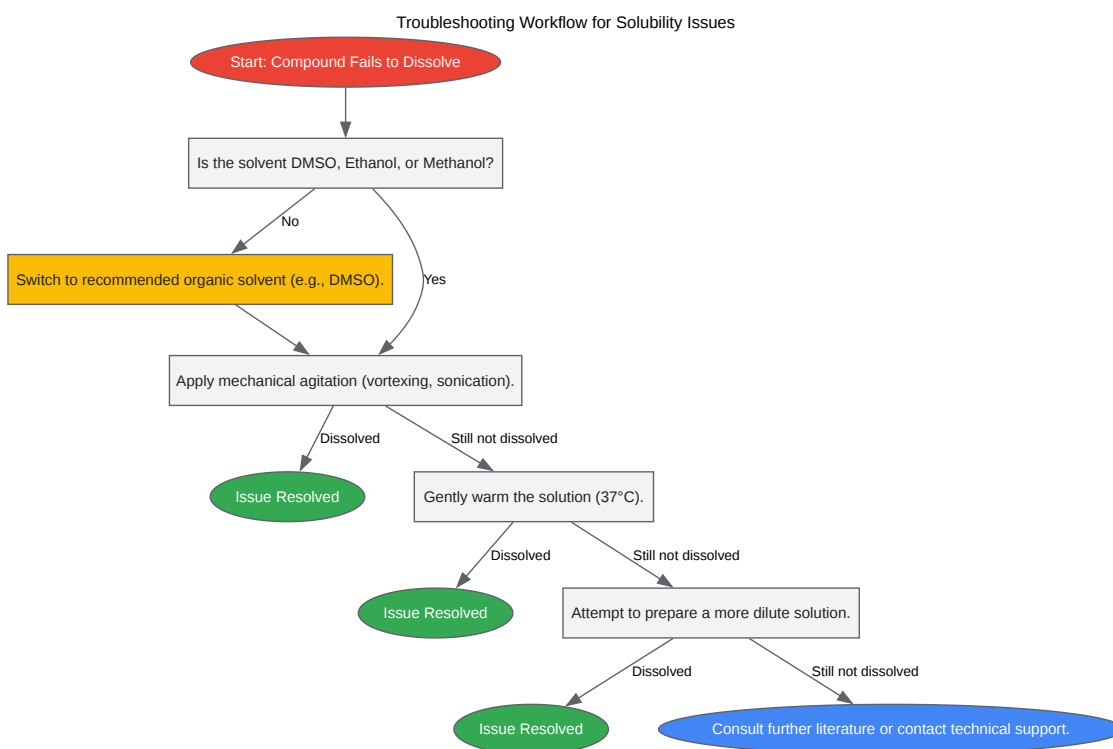 Troubleshooting Workflow for Solubility Issues
Start: Compound Fails to Dissolve
Is the solvent DMSO, Ethanol, or Methanol?
No
Switch to recommended organic solvent (e.g., DMSO).
Yes
Apply mechanical agitation (vortexing, sonication).
Dissolved
Still not dissolved
Issue Resolved
Gently warm the solution (37°C).
Dissolved
Still not dissolved
Issue Resolved
Attempt to prepare a more dilute solution.
Dissolved
Still not dissolved
Issue Resolved
Consult further literature or contact technical support.